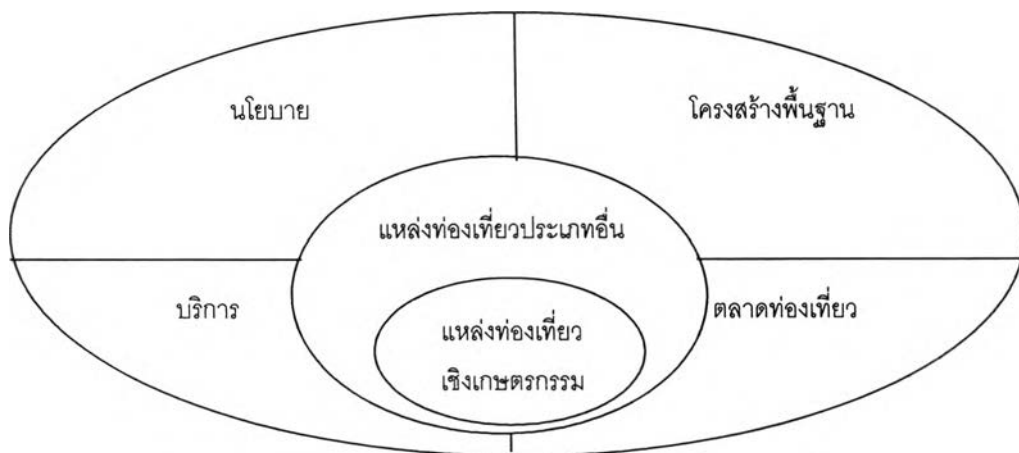 นโยบาย
โครงสร้างพื้นฐาน
แหล่งท่องเที่ยวประเภทอื่น
บริการ
ตลาดท่องเที่ยว
แหล่งท่องเที่ยว
เชิงเกษตรกรรม